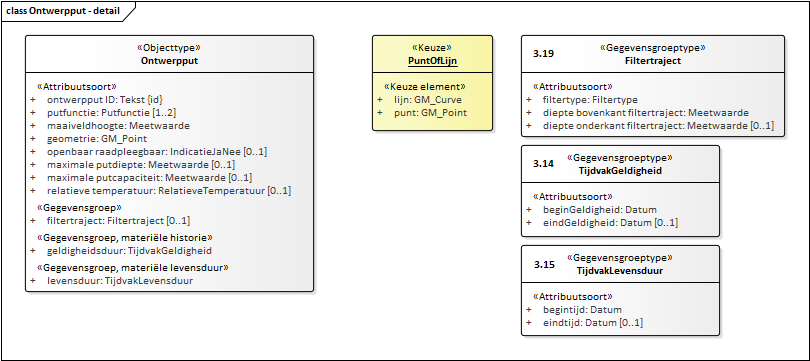 class Ontwerpput - detail
«Objecttype»
Ontwerpput
«Attribuutsoort»
+ ontwerpput ID: Tekst {id}
+ putfunctie: Putfunctie [1..2]
+ maaiveldhoogte: Meetwaarde
+ geometrie: GM_Point
+ openbaar raadpleegbaar: IndicatieJaNee [0..1]
+ maximale putdiepte: Meetwaarde [0..1]
+ maximale putcapaciteit: Meetwaarde [0..1]
+ relatieve temperatuur: RelatieveTemperatuur [0..1]
«Gegevensgroep»
+ filtertraject: Filtertraject [0..1]
«Gegevensgroep, materiële historie»
+ geldigheidsduur: TijdvakGeldigheid
«Gegevensgroep, materiële levensduur»
+ levensduur: TijdvakLevensduur
«Keuze»
PuntOfLijn
«Keuze element»
+ lijn: GM_Curve
+ punt: GM_Point
3.19 «Gegevensgroeptype»
Filtertraject
«Attribuutsoort»
+ filtertype: Filtertype
+ diepte bovenkant filtertraject: Meetwaarde
+ diepte onderkant filtertraject: Meetwaarde [0..1]
3.14 «Gegevensgroeptype»
TijdvakGeldigheid
«Attribuutsoort»
+ beginGeldigheid: Datum
+ eindGeldigheid: Datum [0..1]
3.15 «Gegevensgroeptype»
TijdvakLevensduur
«Attribuutsoort»
+ begintijd: Datum
+ eindtijd: Datum [0..1]